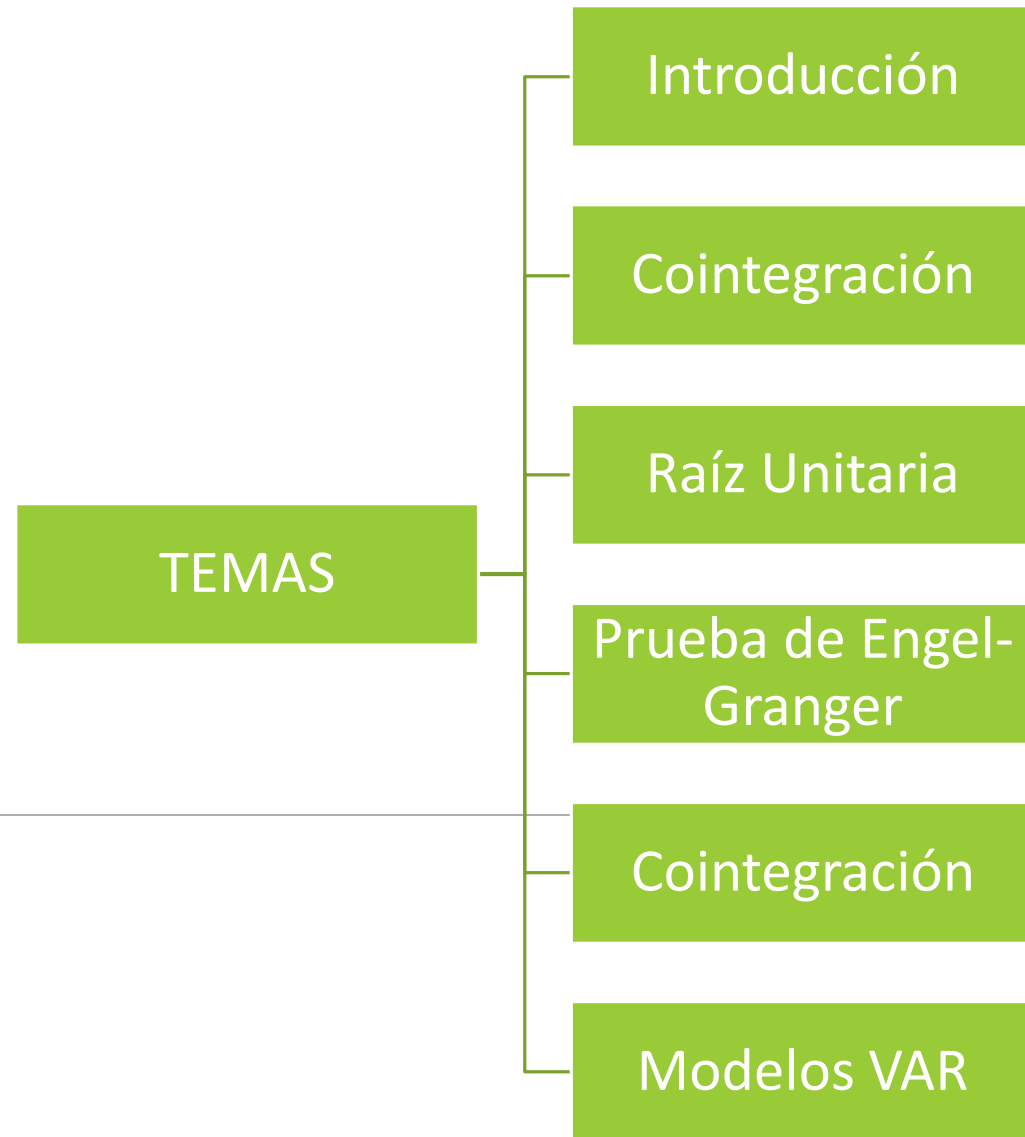 Introducción
Cointegración
Raíz Unitaria
TEMAS
Prueba de Engel-
Granger
Cointegración
Modelos VAR